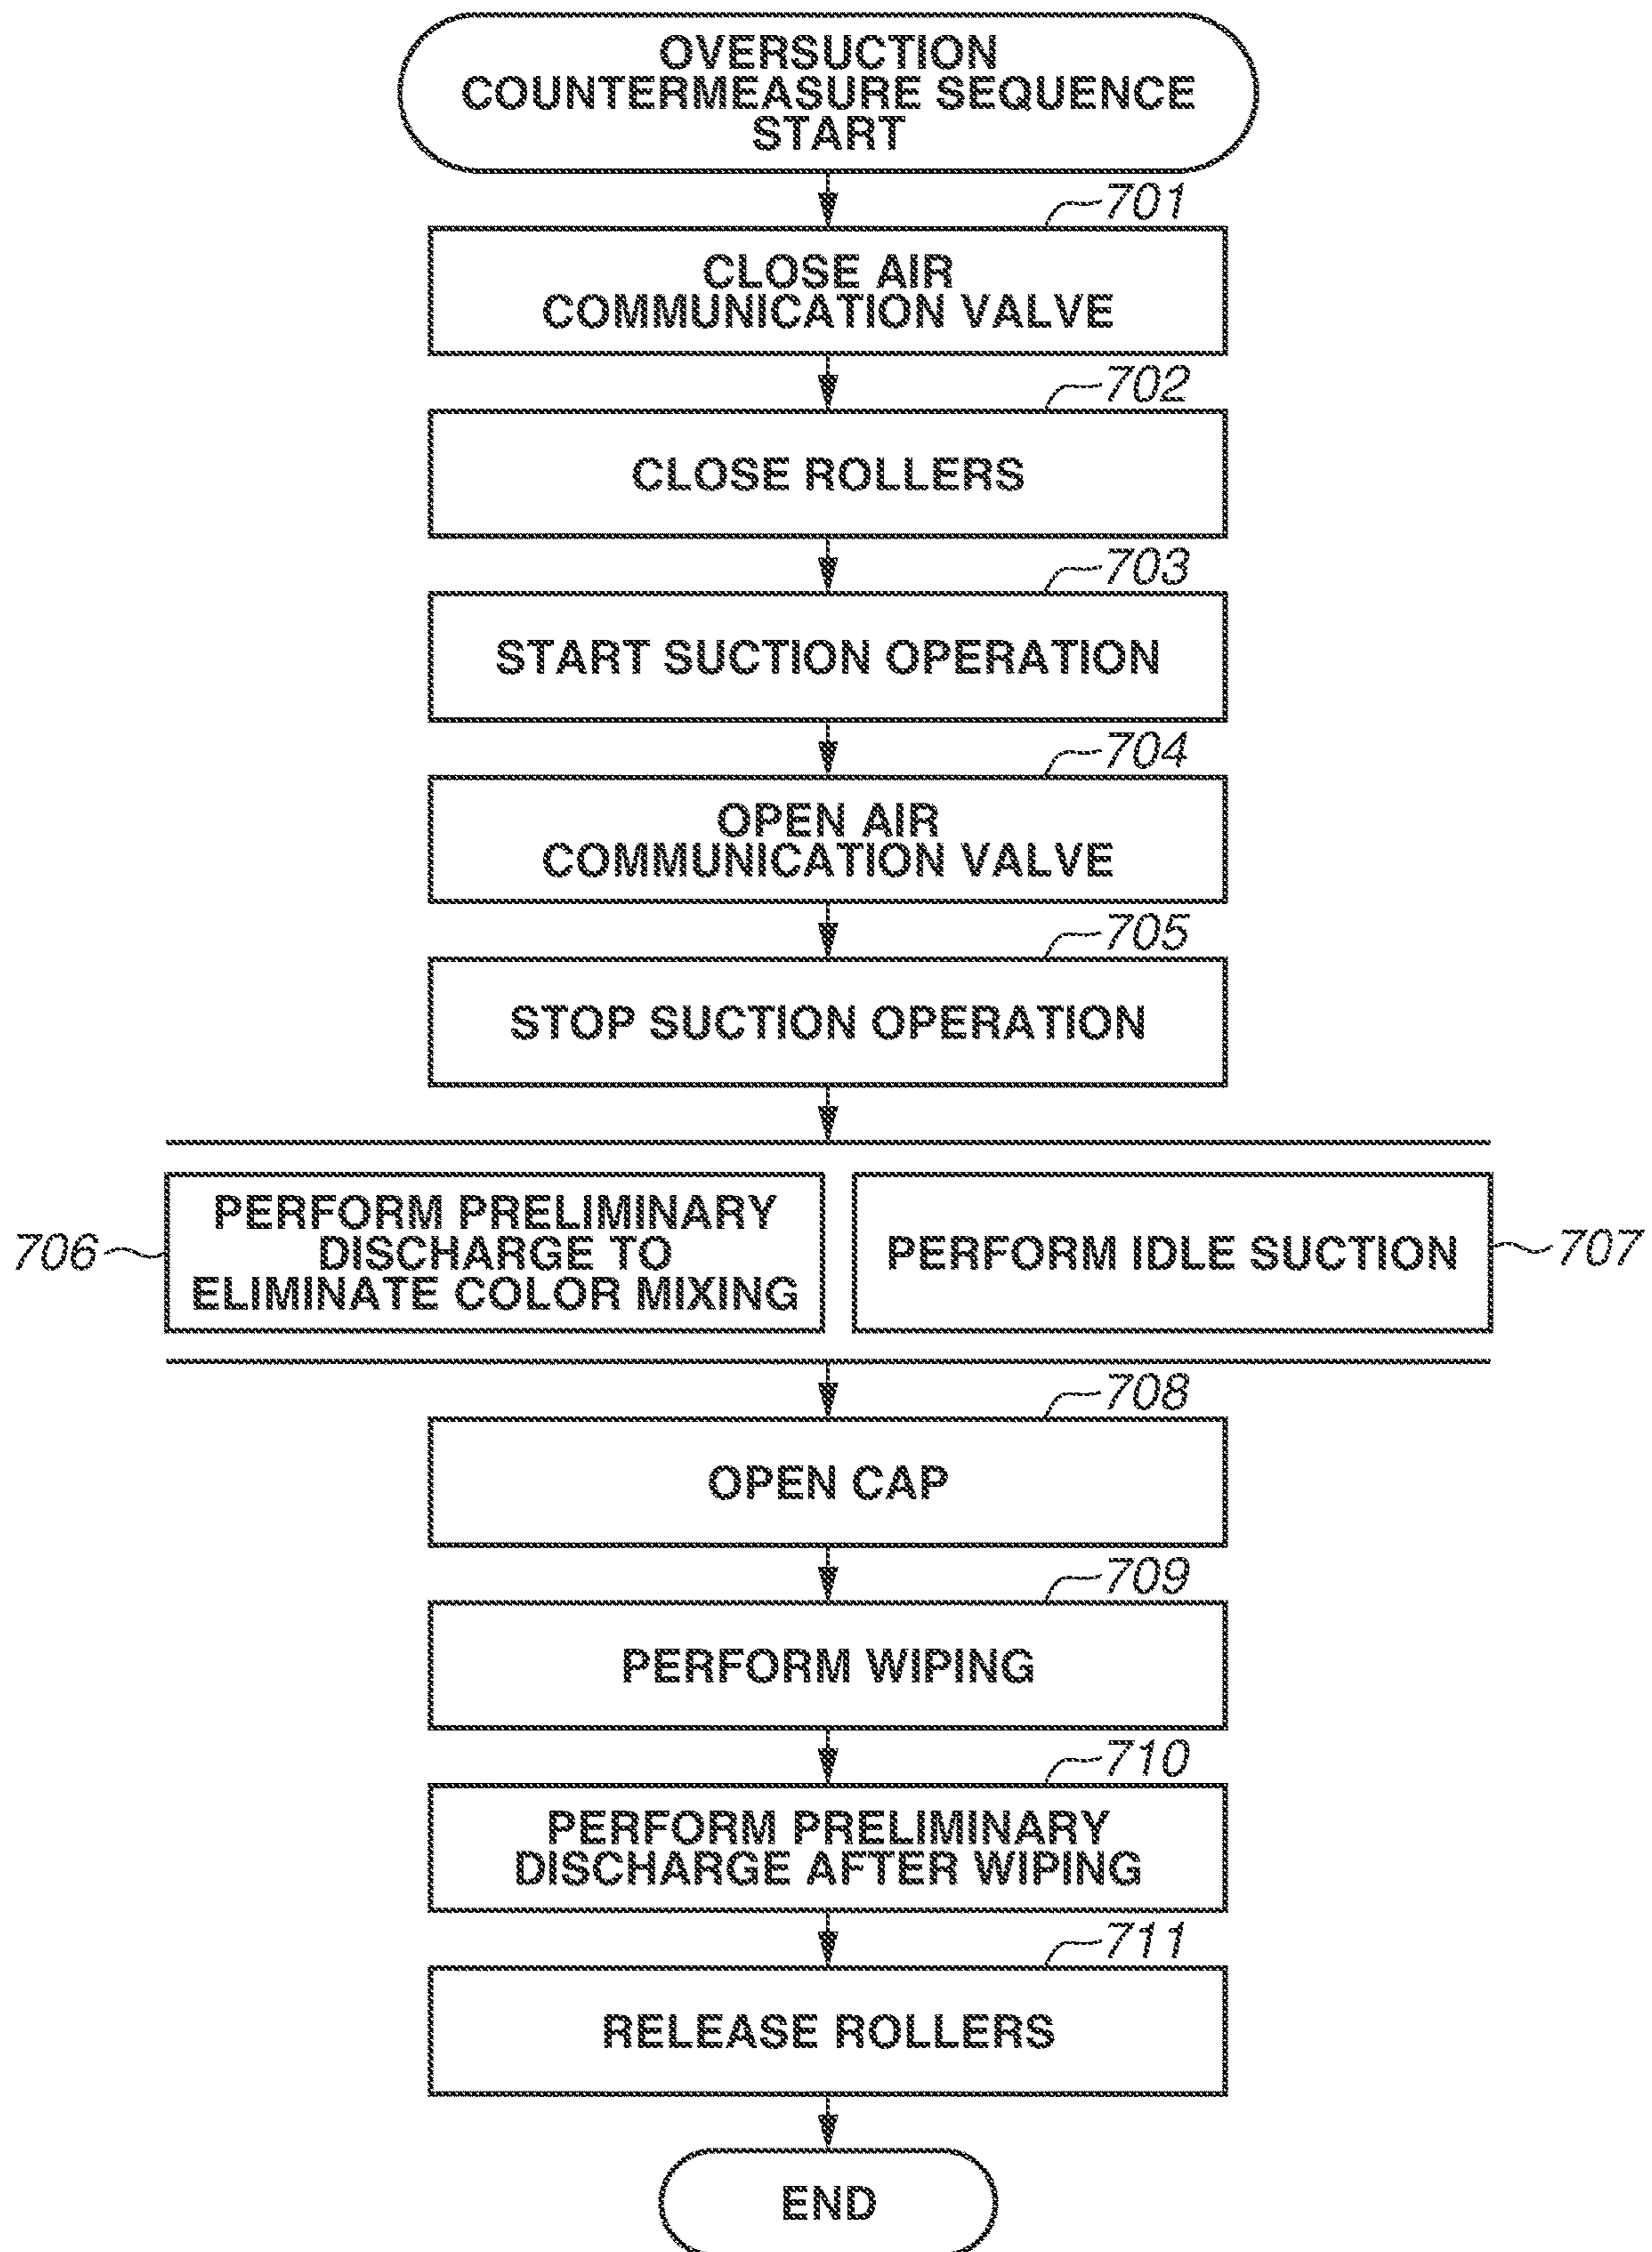 OVERSUCTION
COUNTERMEASURE SEQUENCE
START
701
CLOSE AIR
COMMUNICATION VALVE
702
CLOSE ROLLERS
703
START SUCTION OPERATION
704
OPEN AIR
COMMUNICATION VALVE
705
STOP SUCTION OPERATION
706
PERFORM PRELIMINARY
DISCHARGE TO
ELIMINATE COLOR MIXING
PERFORM IDLE SUCTION
707
708
OPEN CAP
709
PERFORM WIPING
710
PERFORM PRELIMINARY
DISCHARGE AFTER WIPING
711
RELEASE ROLLERS
END